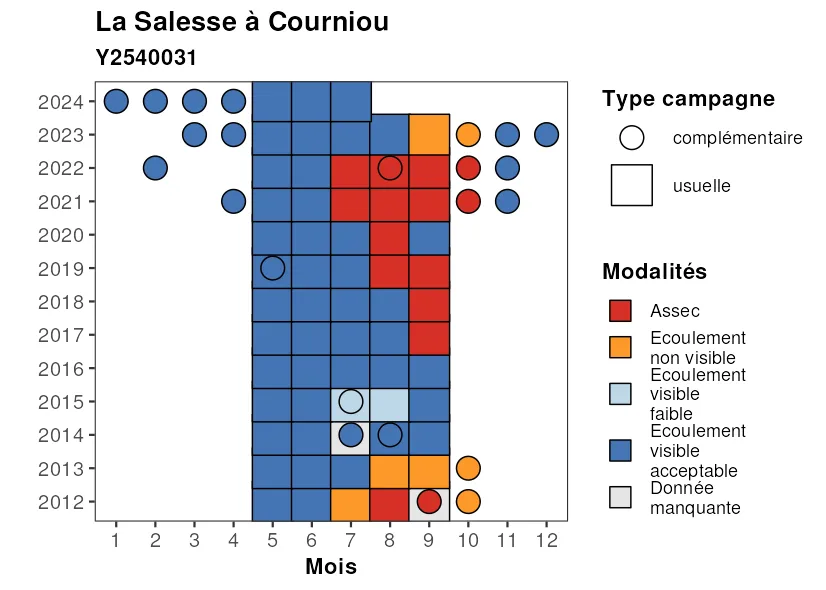 La Salesse à Courniou
Y2540031
2024
2023
2022
2021
2020
2019
2018
2017
2016
2015
2014
2013
2012
1 2 3 4 5 6 7 8 9 10 11 12
Mois
Type campagne
complémentaire
usuelle
Modalités
Assec
Ecoulement
non visible
Ecoulement
visible
faible
Ecoulement
visible
acceptable
Donnée
manquante